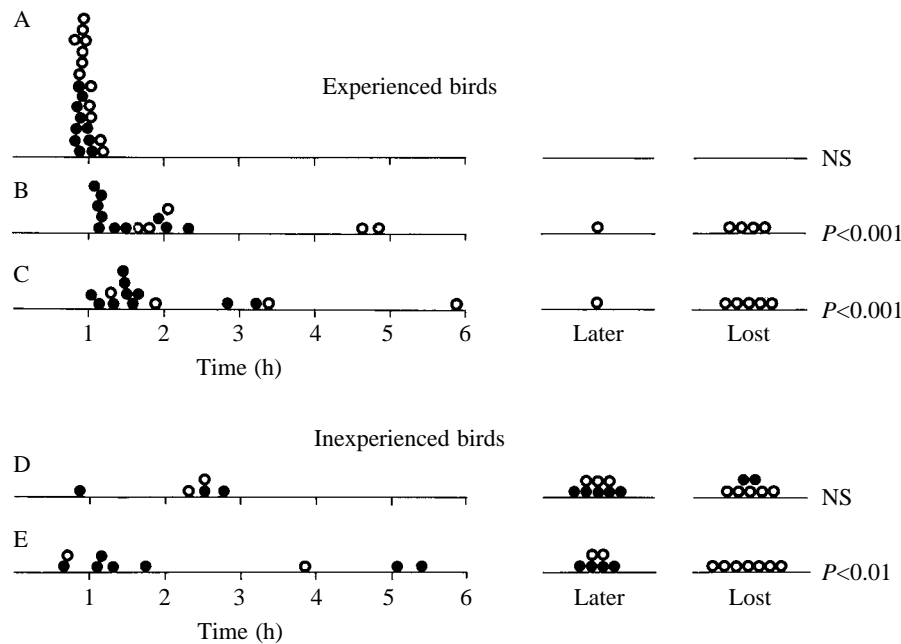 A
Experienced birds
NS
B
P<0.001
C
P<0.001
1 2 3 4 5 6 Later Lost
Time (h)
Inexperienced birds
D
NS
E
P<0.01
1 2 3 4 5 6 Later Lost
Time (h)